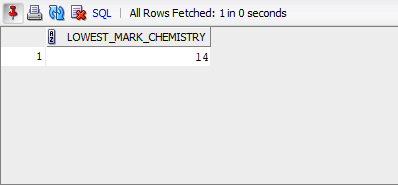 SQL | All Rows Fetched: 1 in 0 seconds
LOWEST_MARK_CHEMISTRY
1 14